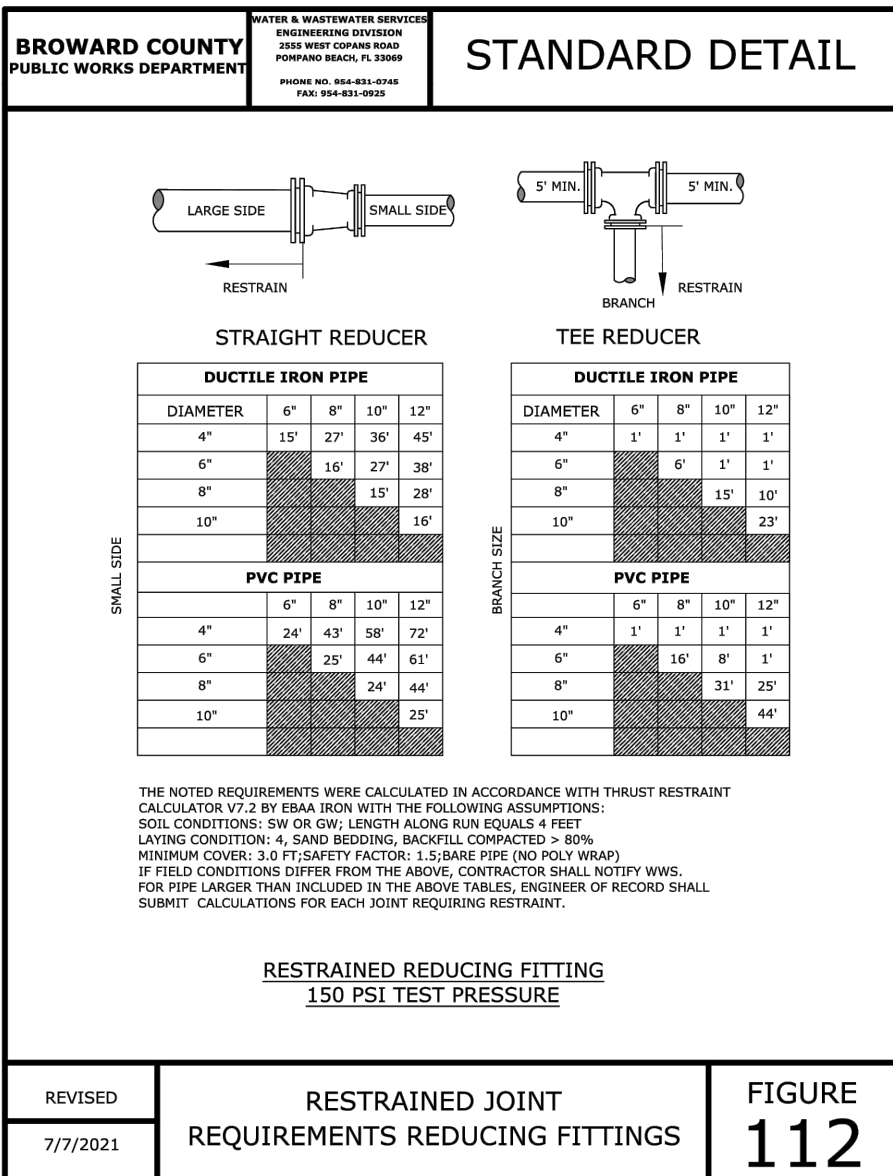 BROWARD COUNTY
PUBLIC WORKS DEPARTMENT
WATER & WASTEWATER SERVICES
ENGINEERING DIVISION
2555 WEST COPANS ROAD
POMPANO BEACH, FL 33069
PHONE NO. 954-831-0745
FAX: 954-831-0925
STANDARD DETAIL
LARGE SIDE
SMALL SIDE
RESTRAIN
STRAIGHT REDUCER
5' MIN.
5' MIN.
BRANCH
RESTRAIN
TEE REDUCER
SMALL SIDE
DUCTILE IRON PIPE
DIAMETER 6" 8" 10" 12"
4" 15' 27' 36' 45'
6" 16' 27' 38'
8" 15' 28'
10" 16'
PVC PIPE
6" 8" 10" 12"
4" 24' 43' 58' 72'
6" 25' 44' 61'
8" 24' 44'
10" 25'
BRANCH SIZE
DUCTILE IRON PIPE
DIAMETER 6" 8" 10" 12"
4" 1' 1' 1' 1'
6" 6' 1' 1'
8" 15' 10'
10" 23'
PVC PIPE
6" 8" 10" 12"
4" 1' 1' 1' 1'
6" 16' 8' 1'
8" 31' 25'
10" 44'
THE NOTED REQUIREMENTS WERE CALCULATED IN ACCORDANCE WITH THRUST RESTRAINT
CALCULATOR V7.2 BY EBAA IRON WITH THE FOLLOWING ASSUMPTIONS:
SOIL CONDITIONS: SW OR GW; LENGTH ALONG RUN EQUALS 4 FEET
LAYING CONDITION: 4, SAND BEDDING, BACKFILL COMPACTED > 80%
MINIMUM COVER: 3.0 FT;SAFETY FACTOR: 1.5;BARE PIPE (NO POLY WRAP)
IF FIELD CONDITIONS DIFFER FROM THE ABOVE, CONTRACTOR SHALL NOTIFY WWS.
FOR PIPE LARGER THAN INCLUDED IN THE ABOVE TABLES, ENGINEER OF RECORD SHALL
SUBMIT CALCULATIONS FOR EACH JOINT REQUIRING RESTRAINT.
RESTRAINED REDUCING FITTING
150 PSI TEST PRESSURE
REVISED
7/7/2021
RESTRAINED JOINT
REQUIREMENTS REDUCING FITTINGS
FIGURE
112